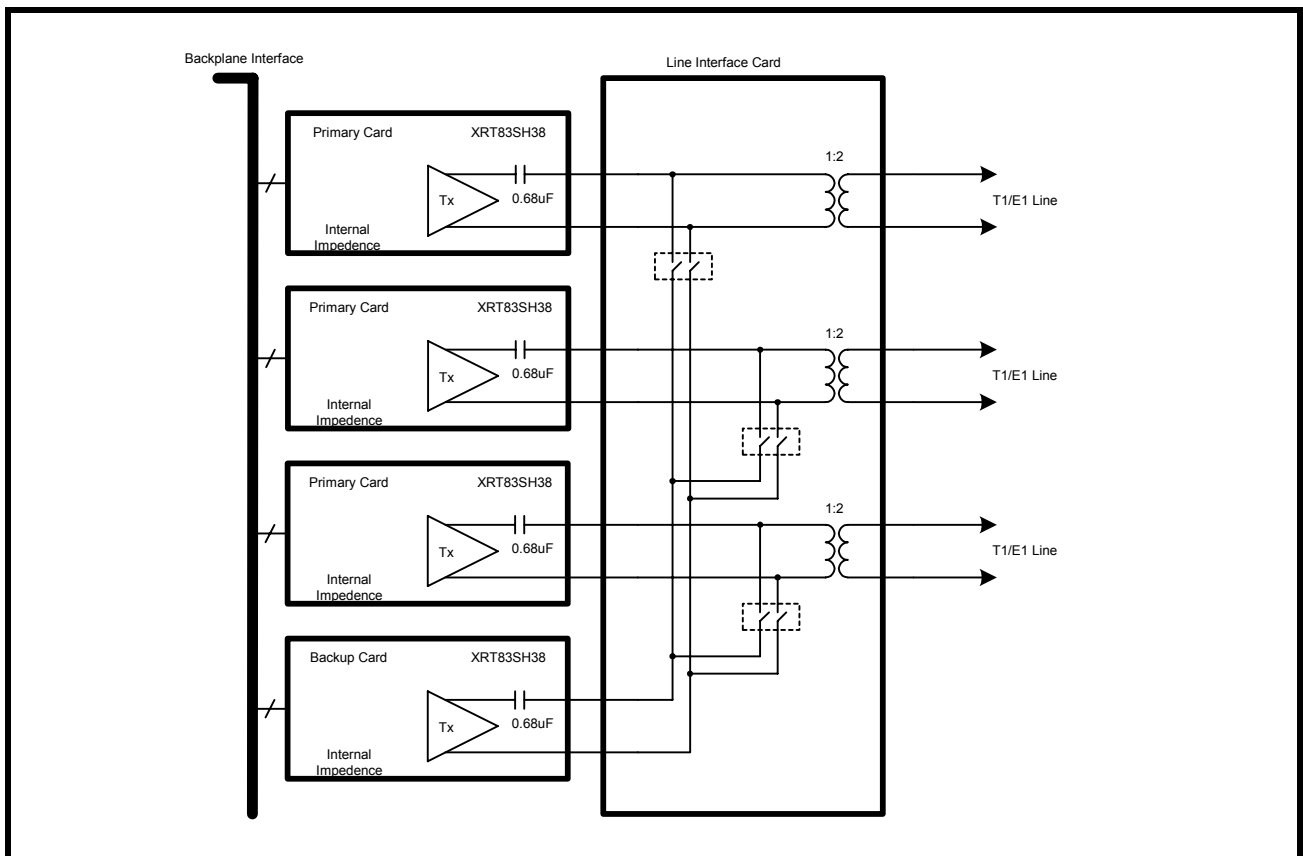 Backplane Interface
Line Interface Card
Primary Card XRT83SH38
Tx
0.68uF
Internal
Impedence
1:2
T1/E1 Line
Primary Card XRT83SH38
Tx
0.68uF
Internal
Impedence
1:2
T1/E1 Line
Primary Card XRT83SH38
Tx
0.68uF
Internal
Impedence
1:2
T1/E1 Line
Backup Card XRT83SH38
Tx
0.68uF
Internal
Impedence